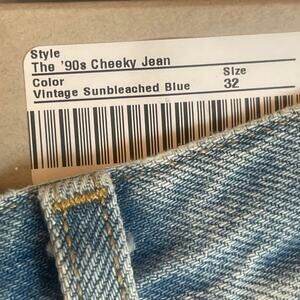 Style
The '90s Cheeky Jean
Color Size
Vintage Sunbleached Blue 32